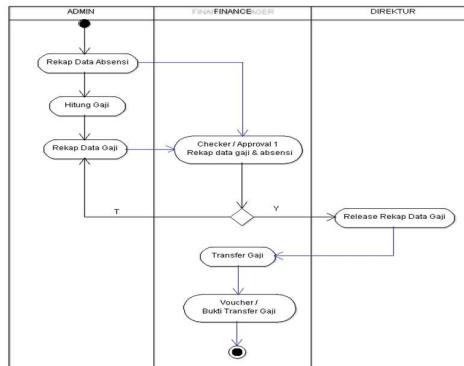 ADMIN
FINANCE
DIREKTUR
Rekap Data Absensi
Hitung Gaji
Rekap Data Gaji
Checker / Approval 1
Rekap data gaji & absensi
T
Y
Release Rekap Data Gaji
Transfer Gaji
Voucher /
Bukti Transfer Gaji